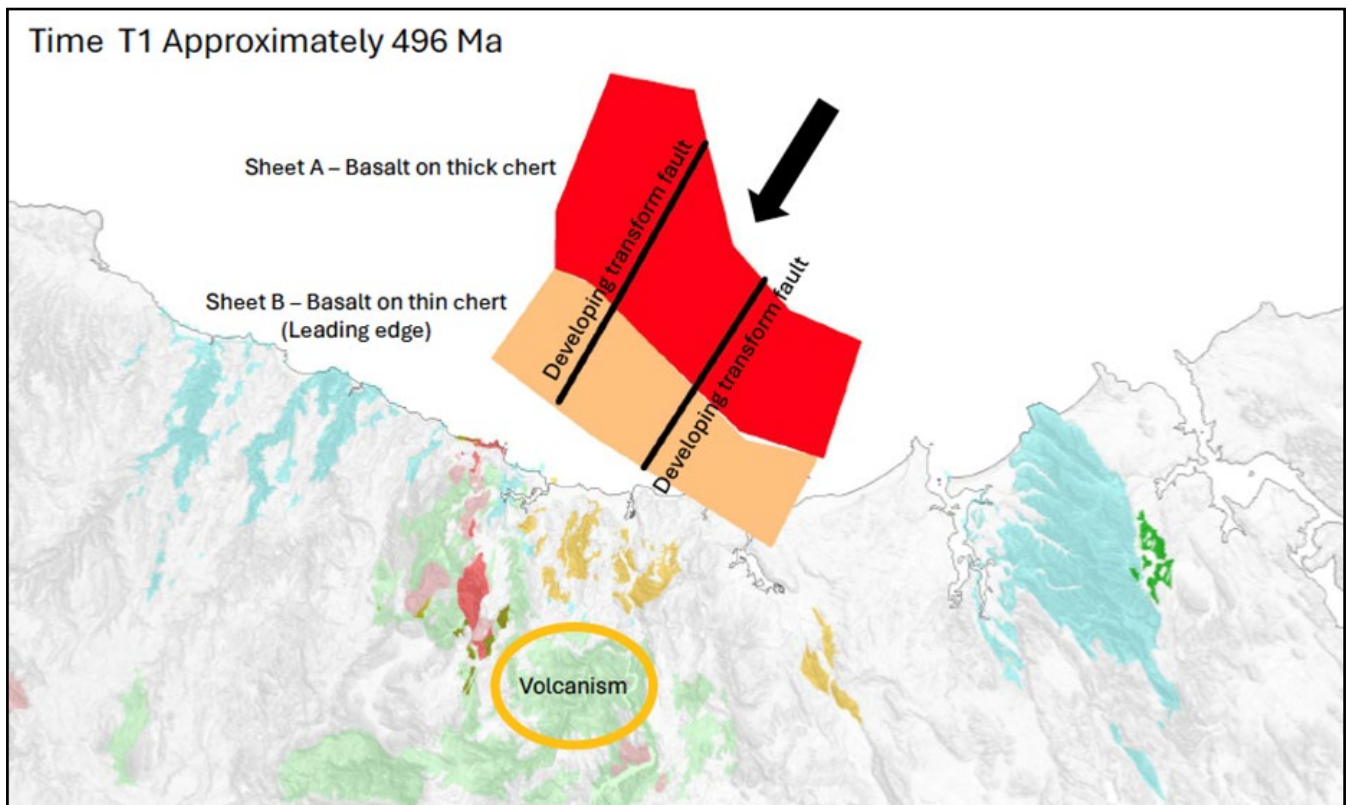 Time T1 Approximately 496 Ma
Sheet A – Basalt on thick chert
Developing transform fault
Sheet B – Basalt on thin chert
(Leading edge)
Developing transform fault
Volcanism